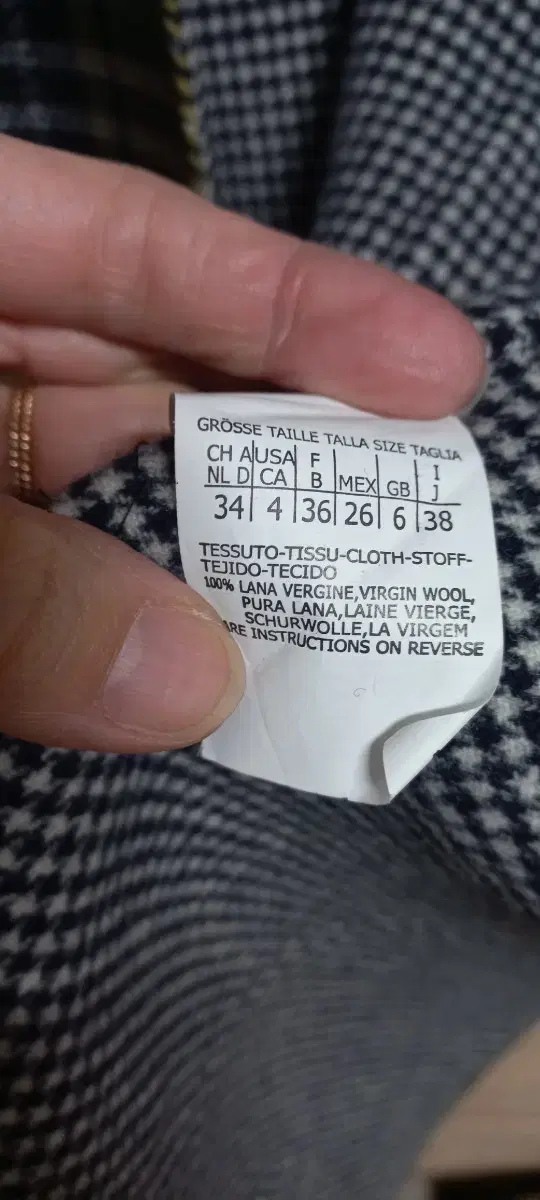 GRÖSSE TAILLE TALLA SIZE TAGLIA
CH A USA F I
NL D CA B MEX GB J
34 4 36 26 6 38
TESSUTO-TISSU-CLOTH-STOFF-
TEJIDO-TECIDO
100% LANA VERGINE,VIRGIN WOOL,
PURA LANA,LAINE VIERGE,
SCHURWOLLE,LA VIRGEM
INSTRUCTIONS ON REVERSE